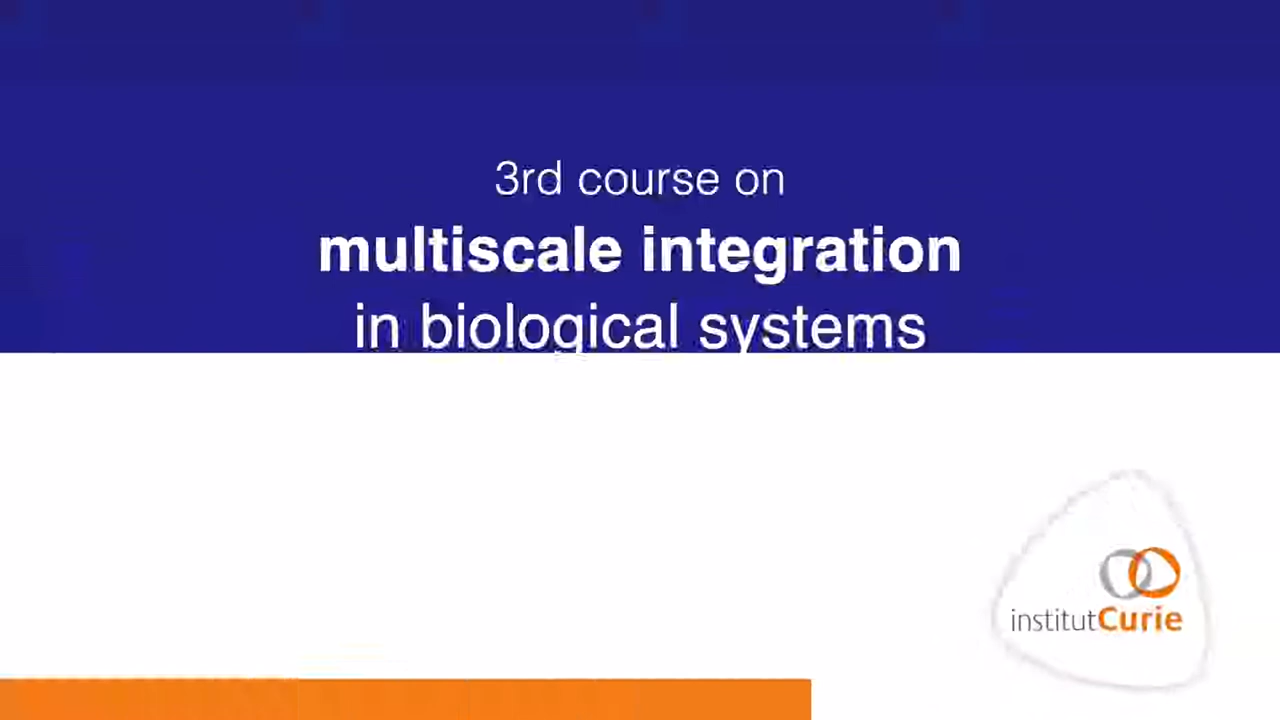 3rd course on
multiscale integration
in biological systems
institutCurie